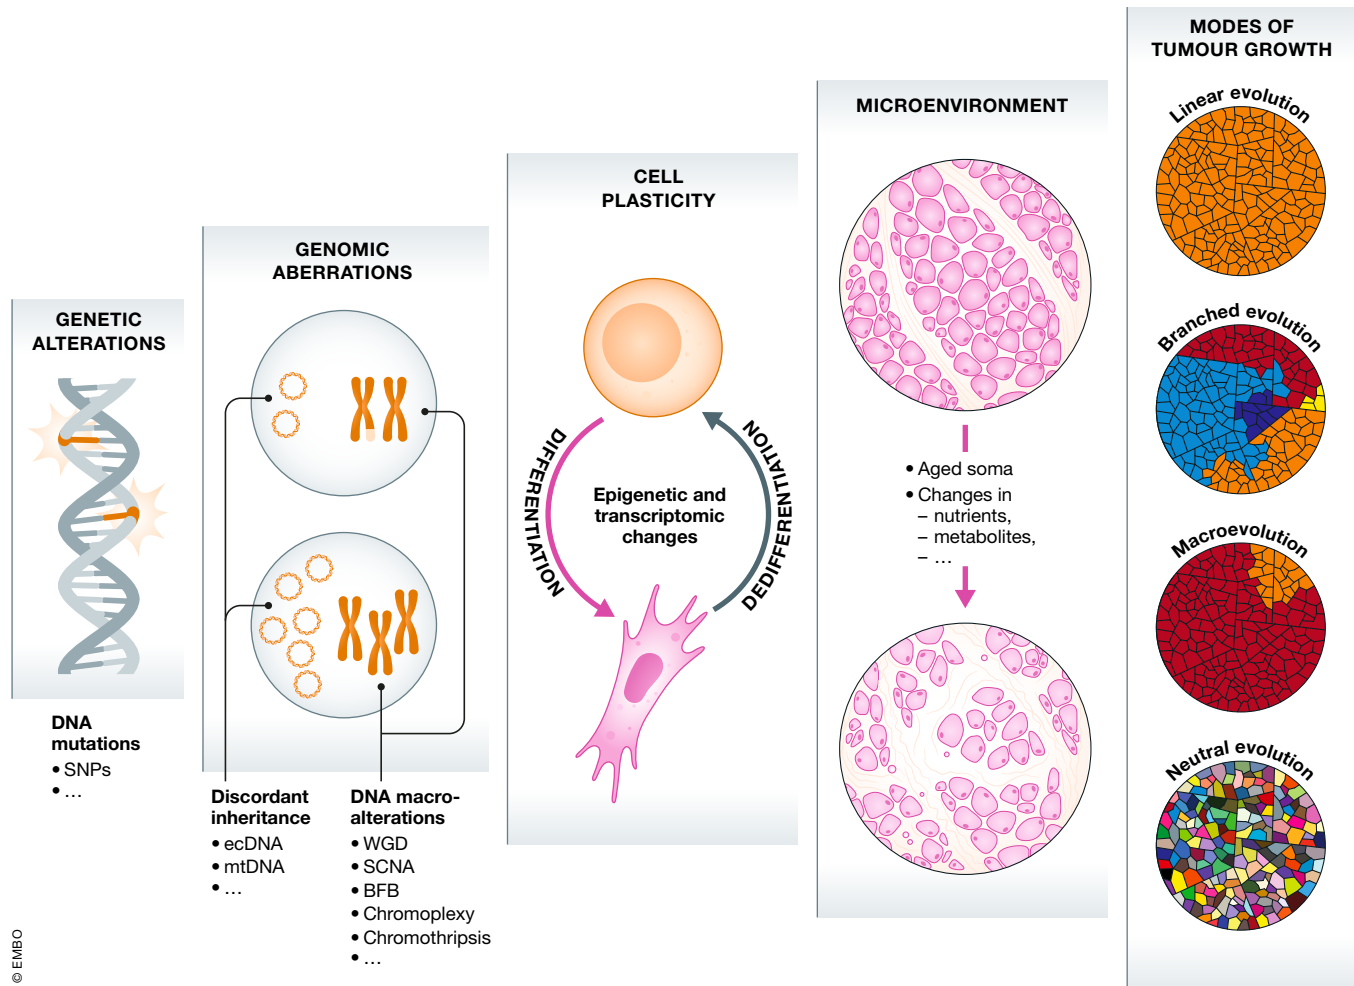 GENETIC
ALTERATIONS
DNA
mutations
• SNPs
• ...
GENOMIC
ABERRATIONS
Discordant
inheritance
• ecDNA
• mtDNA
• ...
DNA macro-
alterations
• WGD
• SCNA
• BFB
• Chromoplexy
• Chromothripsis
• ...
CELL
PLASTICITY
DIFFERENTIATION
Epigenetic and
transcriptomic
changes
DEDIFFERENTIATION
MICROENVIRONMENT
• Aged soma
• Changes in
– nutrients,
– metabolites,
– ...
MODES OF
TUMOUR GROWTH
Linear evolution
Branched evolution
Macroevolution
Neutral evolution
© EMBO